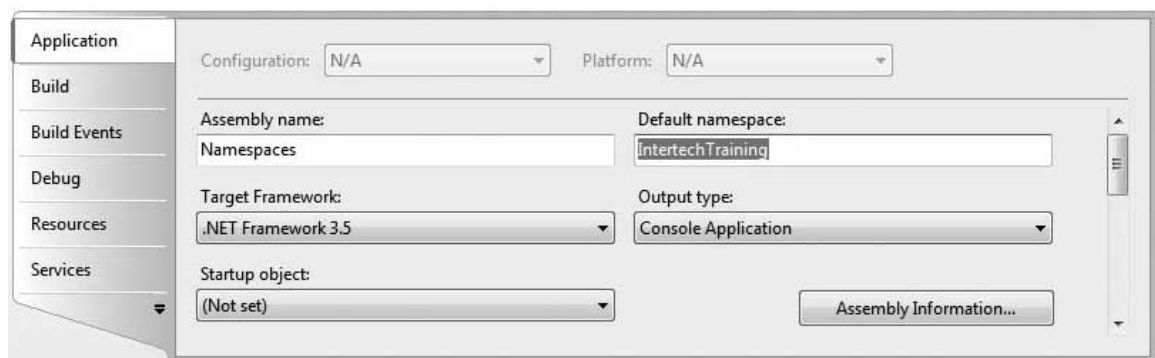 Application
Build
Build Events
Debug
Resources
Services
Configuration: N/A Platform: N/A
Assembly name: Default namespace:
Namespaces IntertechTraining
Target Framework: Output type:
.NET Framework 3.5 Console Application
Startup object:
(Not set) Assembly Information...